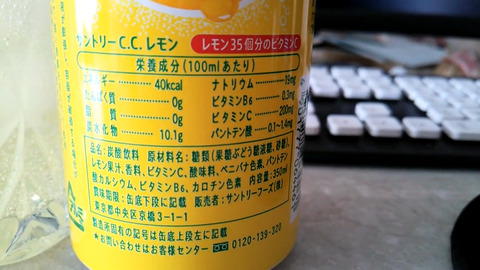 サントリーC.C.レモン レモン35個分のビタミンC
栄養成分(100mlあたり)
エネルギー 40kcal ナトリウム 15mg
たんぱく質 0g ビタミンB6 0.3mg
脂質 0g ビタミンC 200mg
炭水化物 10.1g パントテン酸 0.1~1.4mg
品名:炭酸飲料 原材料名:糖類(果糖ぶどう糖液糖、砂糖)、
レモン果汁、香料、ビタミンC、酸味料、ベニバナ色素、パントテン
酸カルシウム、ビタミンB6、カロチン色素 内容量:350ml
賞味期限:缶底下段に記載 販売者:サントリーフーズ(株)
東京都中央区京橋3-1-1
製造所固有の記号は缶底上段左に記載
★お問い合わせはお客様センター 0120-139-320